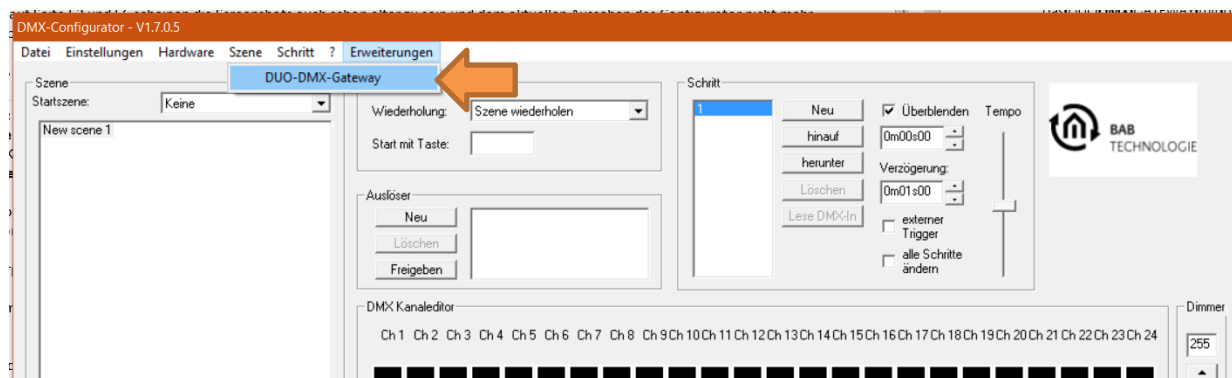 DMX-Configurator - V1.7.0.5
Datei Einstellungen Hardware Szene Schritt ? Erweiterungen
DUO-DMX-Gateway
Szene
Startszene: Keine
New scene 1
Wiederholung: Szene wiederholen
Start mit Taste:
Auslöser
Neu
Löschen
Freigeben
Schritt
1
Neu
hinauf
herunter
Löschen
Lese DMX-In
Überblenden
0m00s00
Verzögerung:
0m01s00
externer
Trigger
alle Schritte
ändern
Tempo
BAB
TECHNOLOGIE
DMX Kanaleditor
Ch 1 Ch 2 Ch 3 Ch 4 Ch 5 Ch 6 Ch 7 Ch 8 Ch 9 Ch 10 Ch 11 Ch 12 Ch 13 Ch 14 Ch 15 Ch 16 Ch 17 Ch 18 Ch 19 Ch 20 Ch 21 Ch 22 Ch 23 Ch 24
Dimmer
255